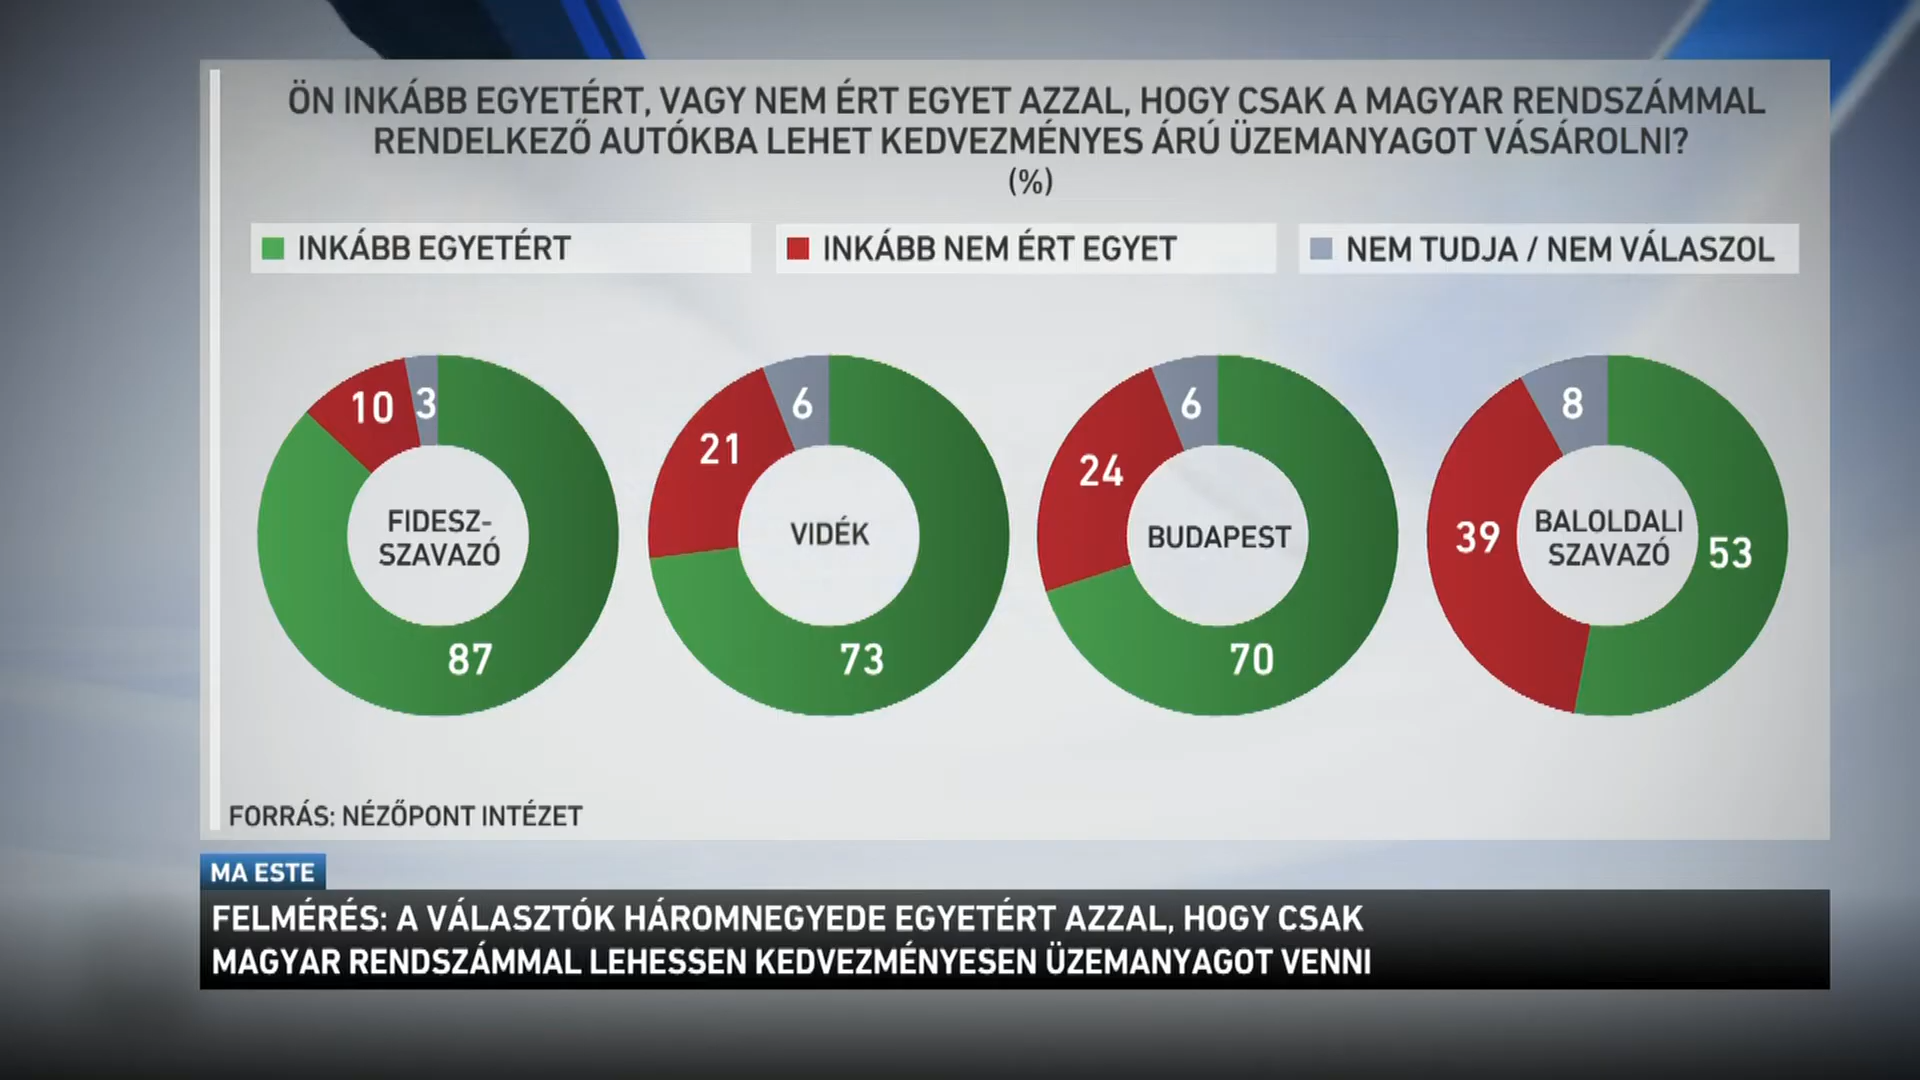 ÖN INKÁBB EGYETÉRT, VAGY NEM ÉRT EGYET AZZAL, HOGY CSAK A MAGYAR RENDSZÁMMAL
RENDELKEZŐ AUTÓKBA LEHET KEDVEZMÉNYES ÁRÚ ÜZEMANYAGOT VÁSÁROLNI?
(%)
INKÁBB EGYETÉRT
INKÁBB NEM ÉRT EGYET
NEM TUDJA / NEM VÁLASZOL
10
3
FIDESZ-
SZAVAZÓ
87
6
21
VIDÉK
73
6
24
BUDAPEST
70
8
39
BALOLDALI
SZAVAZÓ
53
FORRÁS: NÉZŐPONT INTÉZET
MA ESTE
FELMÉRÉS: A VÁLASZTÓK HÁROMNEGYEDE EGYETÉRT AZZAL, HOGY CSAK
MAGYAR RENDSZÁMMAL LEHESSEN KEDVEZMÉNYESEN ÜZEMANYAGOT VENNI